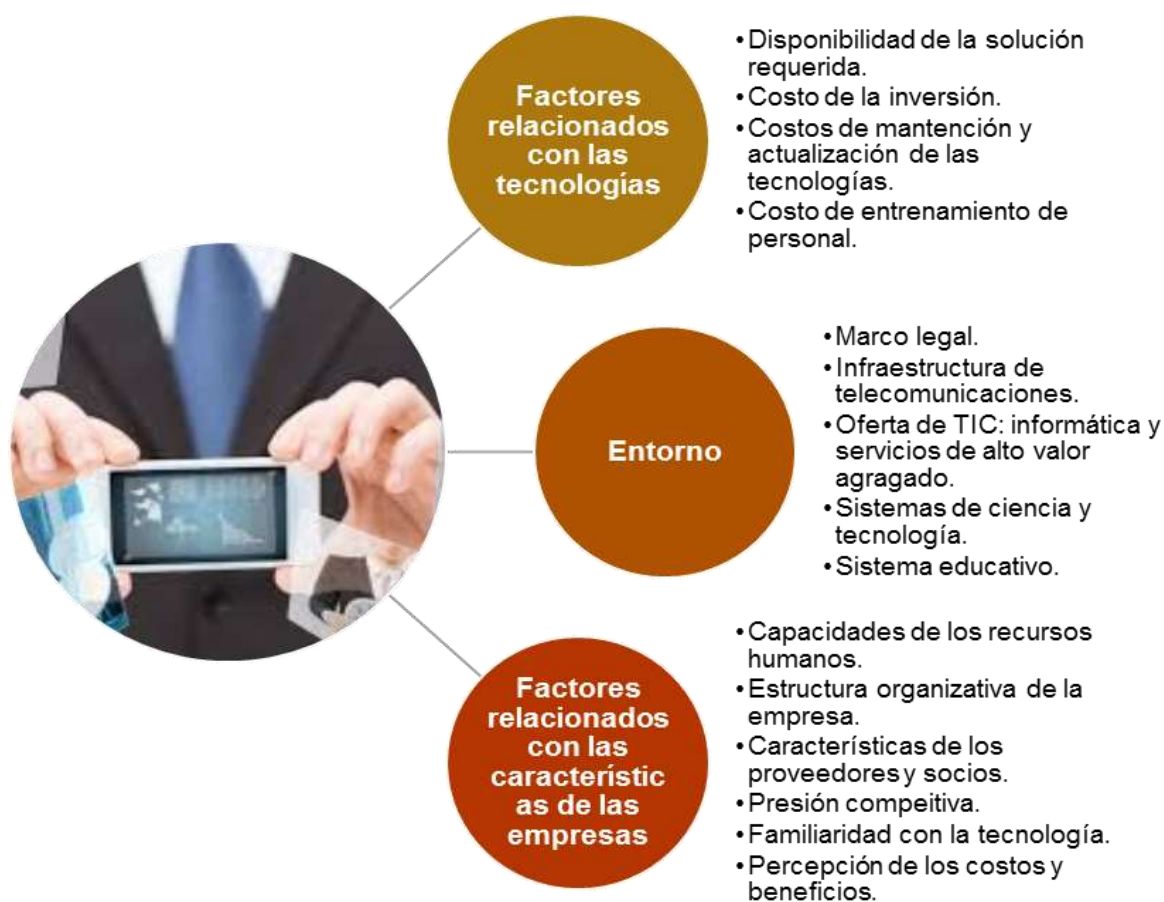 Factores
relacionados
con las
tecnologías
•Disponibilidad de la solución
requerida.
•Costo de la inversión.
•Costos de mantención y
actualización de las
tecnologías.
•Costo de entrenamiento de
personal.
Entorno
•Marco legal.
•Infraestructura de
telecomunicaciones.
•Oferta de TIC: informática y
servicios de alto valor
agragado.
•Sistemas de ciencia y
tecnología.
•Sistema educativo.
Factores
relacionados
con las
característic
as de las
empresas
•Capacidades de los recursos
humanos.
•Estructura organizativa de la
empresa.
•Características de los
proveedores y socios.
•Presión compeitiva.
•Familiaridad con la tecnología.
•Percepción de los costos y
beneficios.